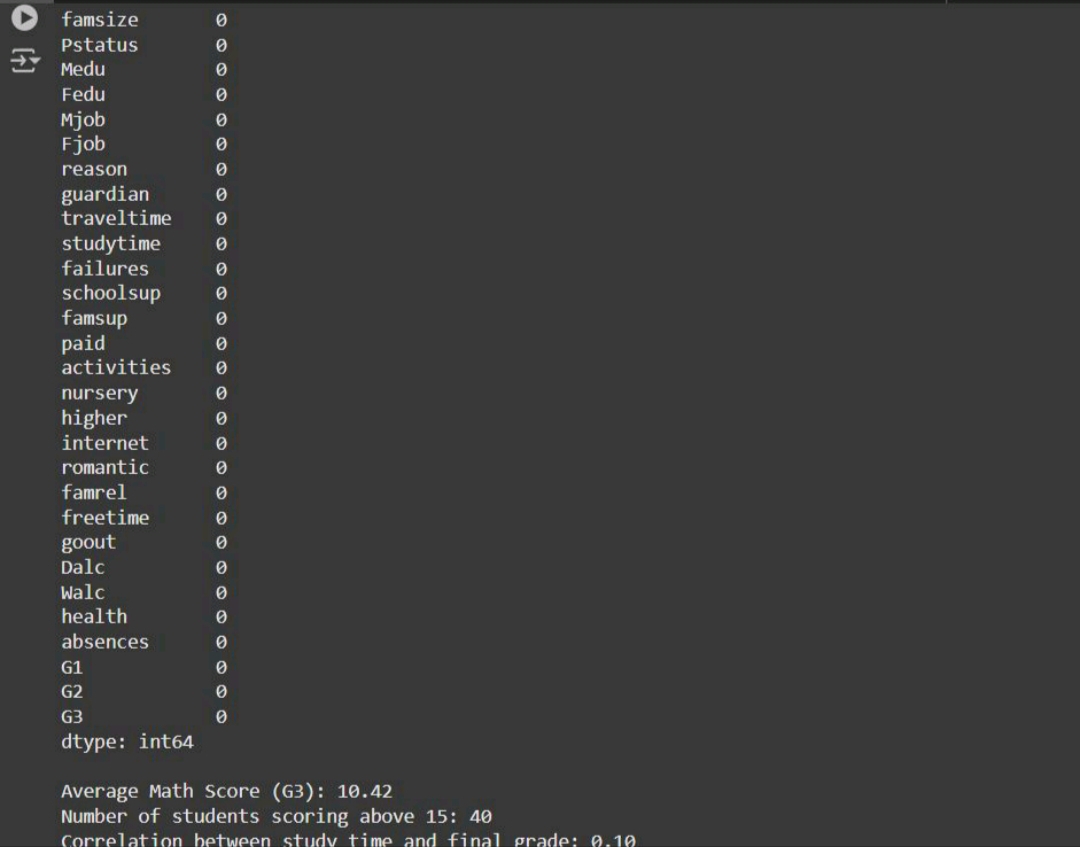 famsize 0
Pstatus 0
Medu 0
Fedu 0
Mjob 0
Fjob 0
reason 0
guardian 0
traveltime 0
studytime 0
failures 0
schoolsup 0
famsup 0
paid 0
activities 0
nursery 0
higher 0
internet 0
romantic 0
famrel 0
freetime 0
goout 0
Dalc 0
Walc 0
health 0
absences 0
G1 0
G2 0
G3 0
dtype: int64
Average Math Score (G3): 10.42
Number of students scoring above 15: 40
Correlation between study time and final grade: 0.10